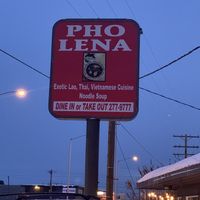 PHO
LENA
Exotic Lao, Thai, Vietnamese Cuisine
Noodle Soup
DINE IN or TAKE OUT 277-9777